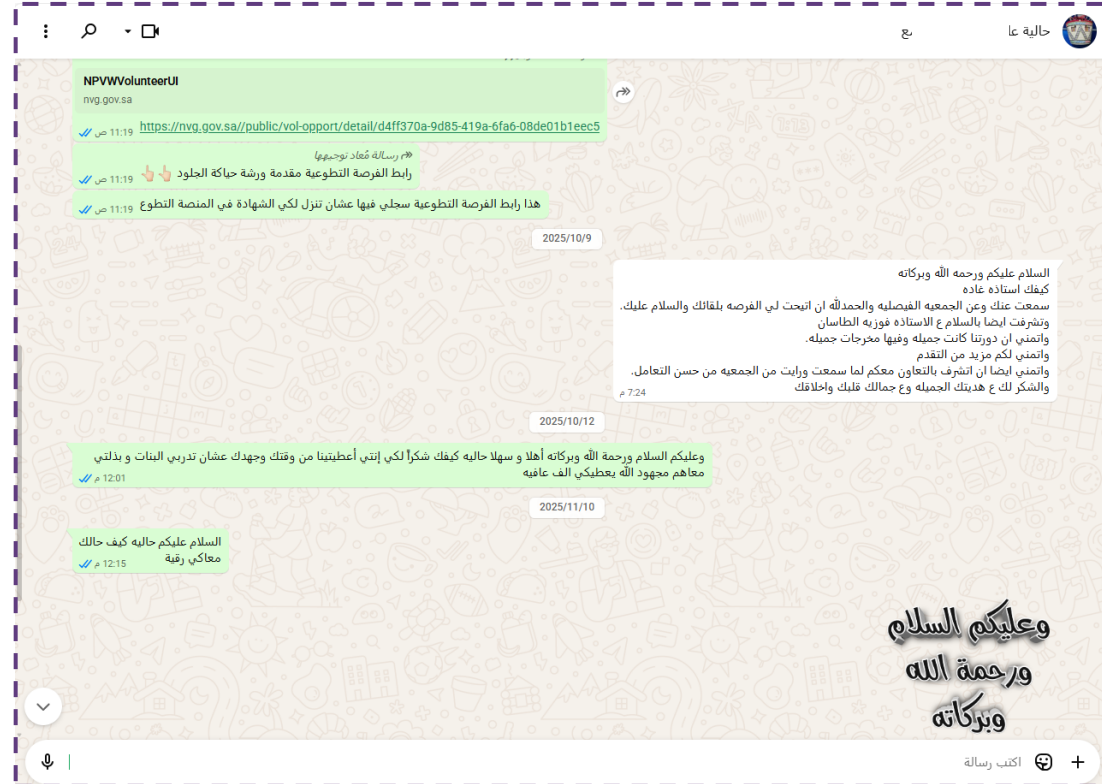 حالية عا
ع
NPVWVolunteerUI
nvg.gov.sa
https://nvg.gov.sa//public/vol-opport/detail/d4ff370a-9d85-419a-6fa6-08de01b1eec5
11:19 ص
رسالة مُعاد توجيهها
رابط الفرصة التطوعية مقدمة ورشة حياكة الجلود 👆🏻👆🏻
11:19 ص
هذا رابط الفرصة التطوعية سجلي فيها عشان تنزل لكي الشهادة في المنصة التطوع
11:19 ص
2025/10/9
السلام عليكم ورحمه الله وبركاته
كيفك استاذه غاده
سمعت عنك وعن الجمعيه الفيصليه والحمدلله ان اتيحت لي الفرصه بلقائك والسلام عليك.
وتشرفت ايضا بالسلام ع الاستاذه فوزيه الطاسان
واتمني ان دورتنا كانت جميله وفيها مخرجات جميله.
واتمني لكم مزيد من التقدم
واتمني ايضا ان اتشرف بالتعاون معكم لما سمعت ورايت من الجمعيه من حسن التعامل.
والشكر لك ع هديتك الجميله وع جمالك قلبك واخلاقك
7:24 م
2025/10/12
وعليكم السلام ورحمة الله وبركاته أهلا و سهلا حاليه كيفك شكراً لكي إنتي أعطيتينا من وقتك وجهدك عشان تدربي البنات و بذلتي
معاهم مجهود الله يعطيكي الف عافيه
12:01 م
2025/11/10
السلام عليكم حاليه كيف حالك
معاكي رقية
12:15 م
وعليكم السلام
ورحمة الله
وبركاته
اكتب رسالة